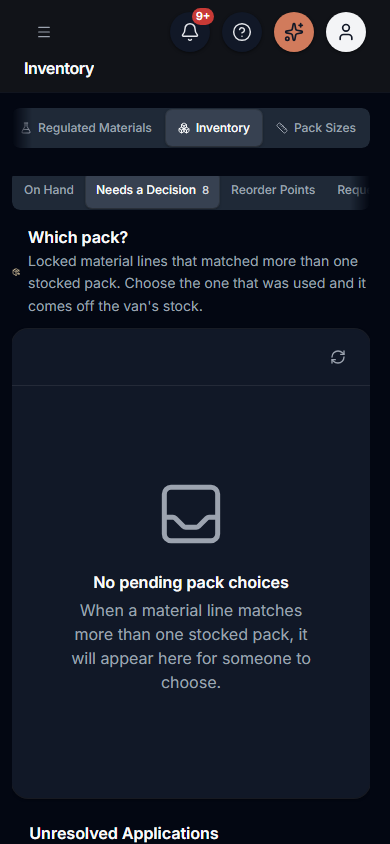 9+
Inventory
Regulated Materials
Inventory
Pack Sizes
On Hand
Needs a Decision 8
Reorder Points
Requ
Which pack?
Locked material lines that matched more than one
stocked pack. Choose the one that was used and it
comes off the van's stock.
No pending pack choices
When a material line matches
more than one stocked pack, it
will appear here for someone to
choose.
Unresolved Applications